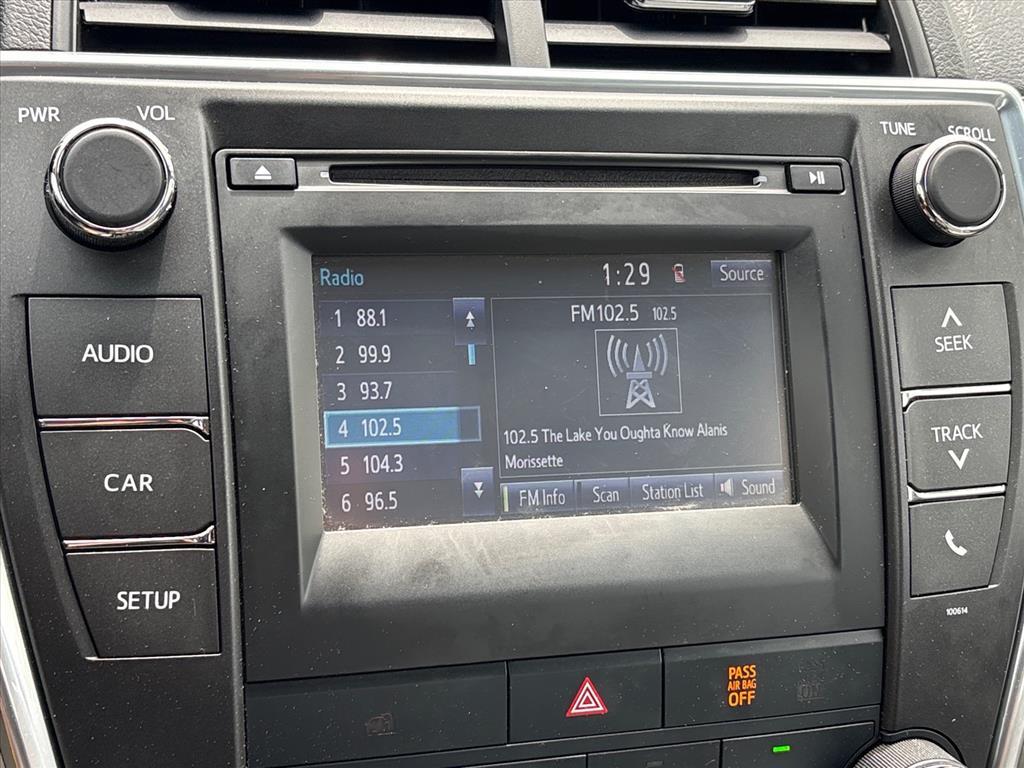 PWR VOL
TUNE SCROLL
Radio 1:29 Source
1 88.1
2 99.9
3 93.7
4 102.5
5 104.3
6 96.5
FM102.5 102.5
102.5 The Lake You Oughta Know Alanis
Morissette
FM Info Scan Station List Sound
AUDIO
CAR
SETUP
SEEK
TRACK
100614
PASS
AIR BAG
OFF
ON